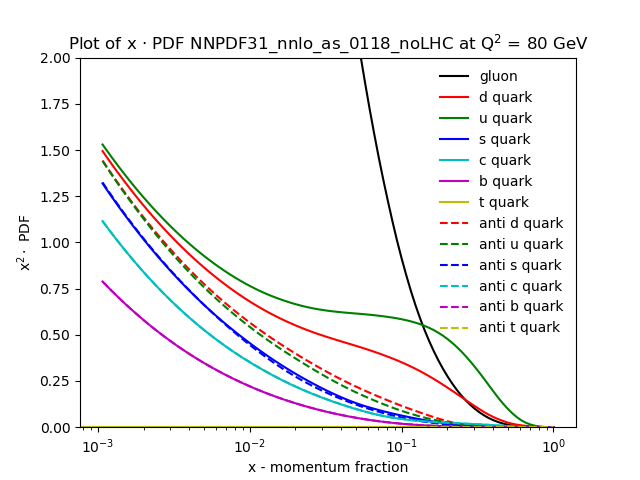 Plot of x · PDF NNPDF31_nnlo_as_0118_noLHC at Q² = 80 GeV
x²· PDF
2.00
1.75
1.50
1.25
1.00
0.75
0.50
0.25
0.00
gluon
d quark
u quark
s quark
c quark
b quark
t quark
anti d quark
anti u quark
anti s quark
anti c quark
anti b quark
anti t quark
10⁻³
10⁻²
10⁻¹
10⁰
x - momentum fraction